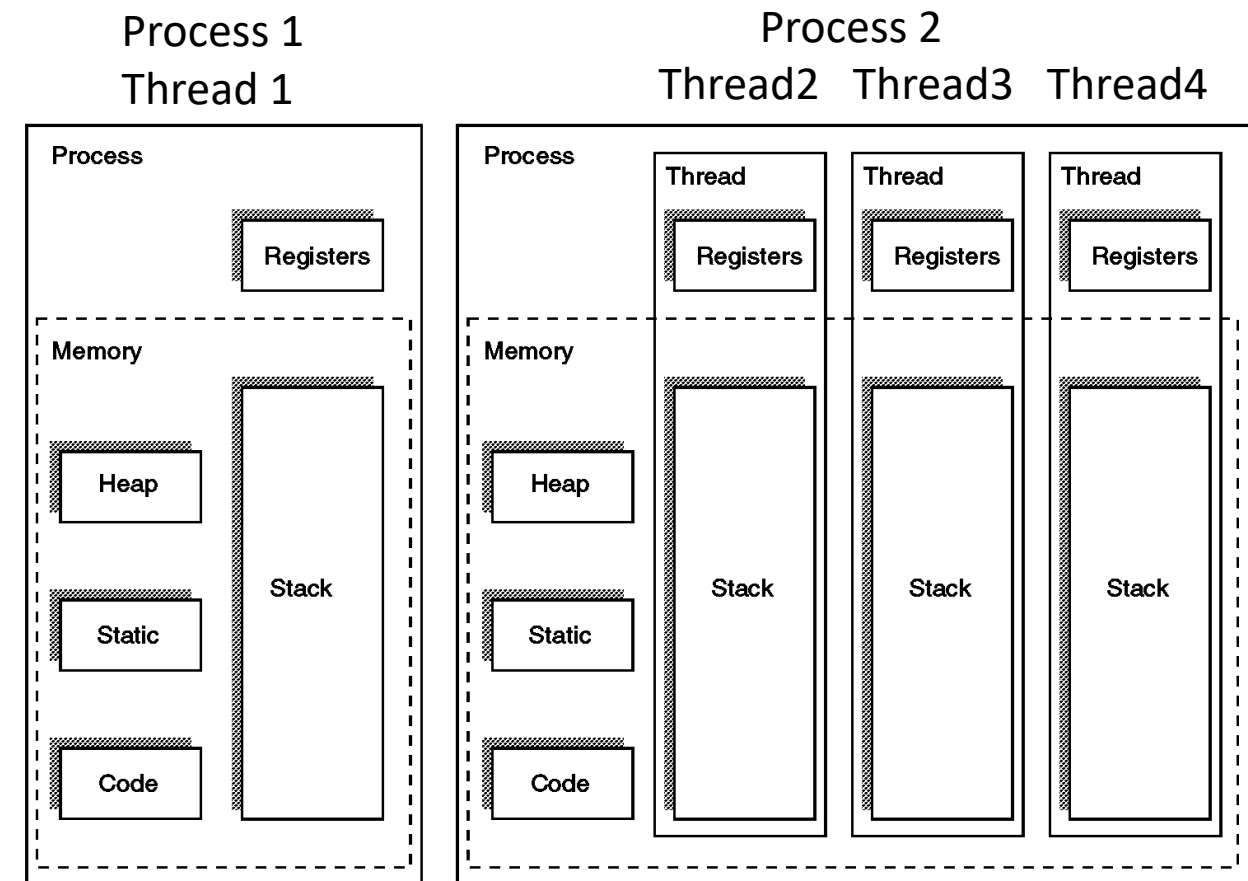 Process 1
Thread 1
Process 2
Thread2 Thread3 Thread4
Process
Registers
Memory
Heap
Stack
Static
Code
Process
Thread
Thread
Thread
Registers
Registers
Registers
Memory
Heap
Stack
Stack
Stack
Static
Code